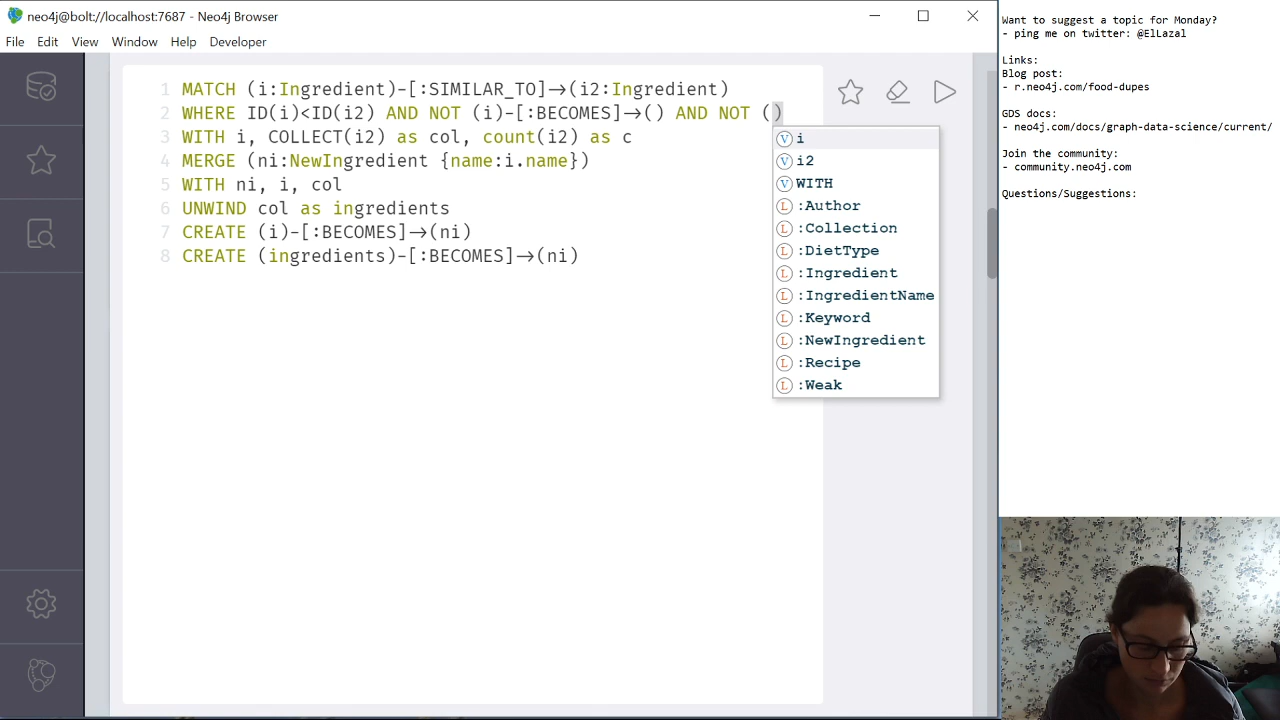 neo4j@bolt://localhost:7687 - Neo4j Browser
File Edit View Window Help Developer
1 MATCH (i:Ingredient)-[:SIMILAR_TO]->(i2:Ingredient)
2 WHERE ID(i)<ID(i2) AND NOT (i)-[:BECOMES]->() AND NOT ()
3 WITH i, COLLECT(i2) as col, count(i2) as c
4 MERGE (ni:NewIngredient {name:i.name})
5 WITH ni, i, col
6 UNWIND col as ingredients
7 CREATE (i)-[:BECOMES]->(ni)
8 CREATE (ingredients)-[:BECOMES]->(ni)
V i
V i2
V WITH
L :Author
L :Collection
L :DietType
L :Ingredient
L :IngredientName
L :Keyword
L :NewIngredient
L :Recipe
L :Weak
Want to suggest a topic for Monday?
- ping me on twitter: @ElLazal
Links:
Blog post:
- r.neo4j.com/food-dupes
GDS docs:
- neo4j.com/docs/graph-data-science/current/
Join the community:
- community.neo4j.com
Questions/Suggestions: